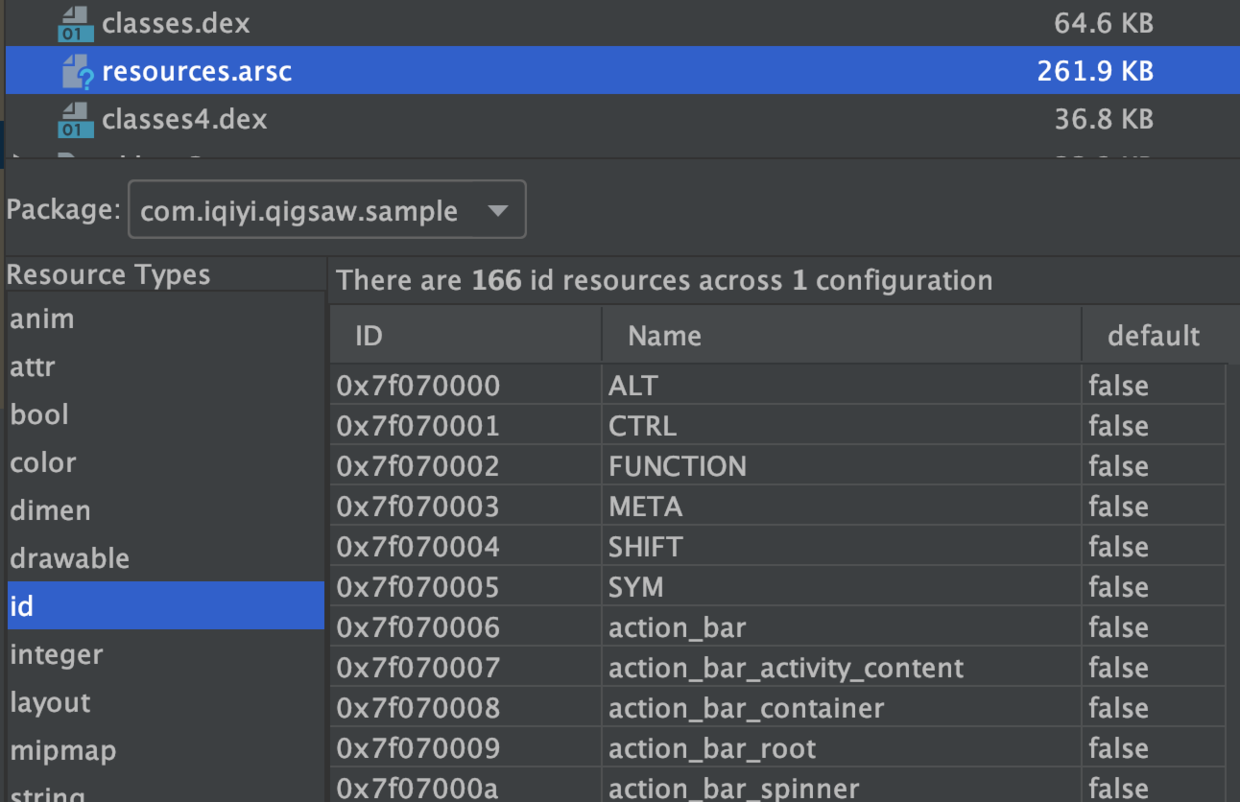 classes.dex 64.6 KB
resources.arsc 261.9 KB
classes4.dex 36.8 KB
Package: com.iqiyi.qigsaw.sample
Resource Types
There are 166 id resources across 1 configuration
anim
attr
bool
color
dimen
drawable
id
integer
layout
mipmap
string
ID Name default
0x7f070000 ALT false
0x7f070001 CTRL false
0x7f070002 FUNCTION false
0x7f070003 META false
0x7f070004 SHIFT false
0x7f070005 SYM false
0x7f070006 action_bar false
0x7f070007 action_bar_activity_content false
0x7f070008 action_bar_container false
0x7f070009 action_bar_root false
0x7f07000a action_bar_spinner false